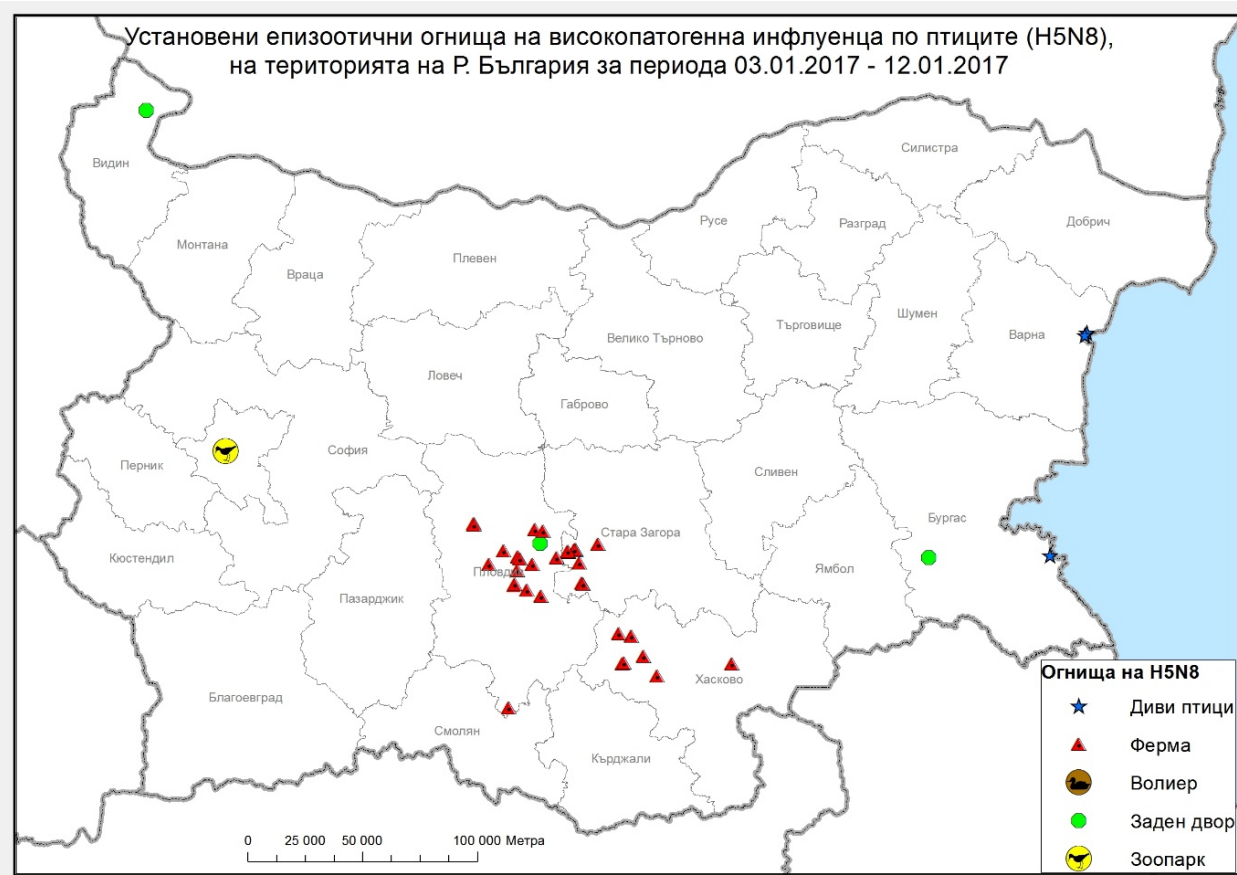 Установени епизоотични огнища на високопатогенна инфлуенца по птиците (H5N8),
на територията на Р. България за периода 03.01.2017 - 12.01.2017
Силистра
Видин
Русе
Разград
Добрич
Монтана
Плевен
Враца
Шумен
Търговище
Варна
Велико Търново
Ловеч
Габрово
София
Перник
Сливен
Бургас
Стара Загора
Кюстендил
Ямбол
Пловдив
Пазарджик
Хасково
Благоевград
Смолян
Кърджали
Огнища на H5N8
Диви птици
Ферма
Волиер
Заден двор
Зоопарк
0 25 000 50 000 100 000 Метра